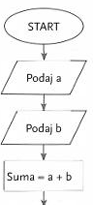 START
Podaj a
Podaj b
Suma = a + b